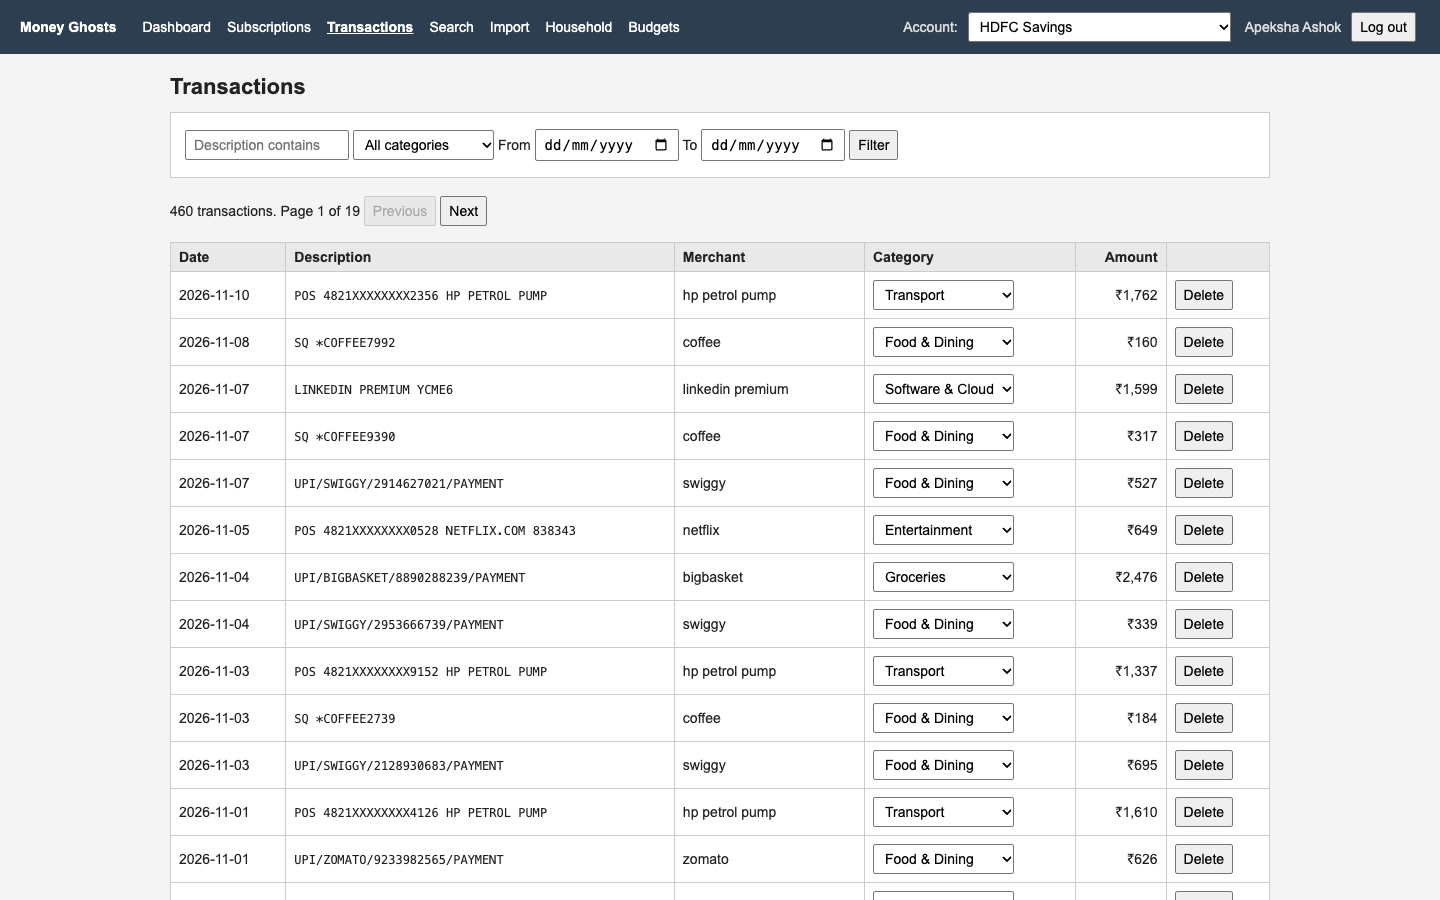 Money Ghosts Dashboard Subscriptions Transactions Search Import Household Budgets Account: HDFC Savings Apeksha Ashok Log out
Transactions
Description contains All categories From dd/mm/yyyy To dd/mm/yyyy Filter
460 transactions. Page 1 of 19 Previous Next
Date Description Merchant Category Amount
2026-11-10 POS 4821XXXXXXXX2356 HP PETROL PUMP hp petrol pump Transport ₹1,762 Delete
2026-11-08 SQ *COFFEE7992 coffee Food & Dining ₹160 Delete
2026-11-07 LINKEDIN PREMIUM YCME6 linkedin premium Software & Cloud ₹1,599 Delete
2026-11-07 SQ *COFFEE9390 coffee Food & Dining ₹317 Delete
2026-11-07 UPI/SWIGGY/2914627021/PAYMENT swiggy Food & Dining ₹527 Delete
2026-11-05 POS 4821XXXXXXXX0528 NETFLIX.COM 838343 netflix Entertainment ₹649 Delete
2026-11-04 UPI/BIGBASKET/8890288239/PAYMENT bigbasket Groceries ₹2,476 Delete
2026-11-04 UPI/SWIGGY/2953666739/PAYMENT swiggy Food & Dining ₹339 Delete
2026-11-03 POS 4821XXXXXXXX9152 HP PETROL PUMP hp petrol pump Transport ₹1,337 Delete
2026-11-03 SQ *COFFEE2739 coffee Food & Dining ₹184 Delete
2026-11-03 UPI/SWIGGY/2128930683/PAYMENT swiggy Food & Dining ₹695 Delete
2026-11-01 POS 4821XXXXXXXX4126 HP PETROL PUMP hp petrol pump Transport ₹1,610 Delete
2026-11-01 UPI/ZOMATO/9233982565/PAYMENT zomato Food & Dining ₹626 Delete